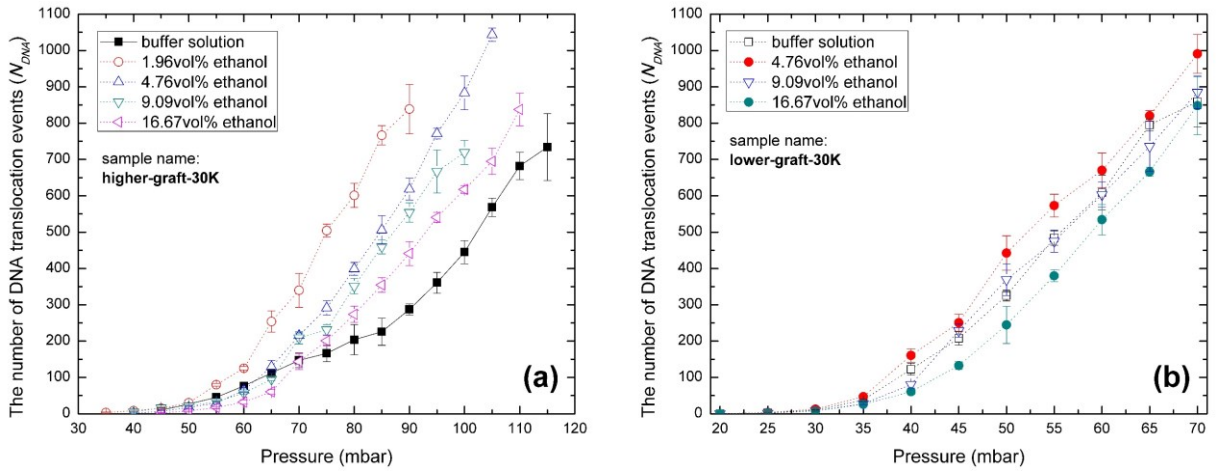 The number of DNA translocation events (N_DNA)
1100
1000
900
800
700
600
500
400
300
200
100
0
buffer solution
1.96vol% ethanol
4.76vol% ethanol
9.09vol% ethanol
16.67vol% ethanol
sample name:
higher-graft-30K
(a)
30 40 50 60 70 80 90 100 110 120
Pressure (mbar)
The number of DNA translocation events (N_DNA)
1100
1000
900
800
700
600
500
400
300
200
100
0
buffer solution
4.76vol% ethanol
9.09vol% ethanol
16.67vol% ethanol
sample name:
lower-graft-30K
(b)
20 25 30 35 40 45 50 55 60 65 70
Pressure (mbar)